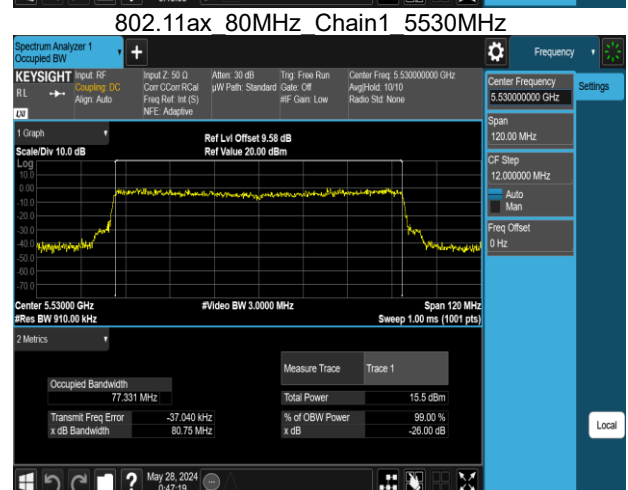 802.11ax_80MHz_Chain1_5530MHz
Spectrum Analyzer 1
Occupied BW
Frequency
KEYSIGHT Input: RF Input Z: 50 Ω Atten: 30 dB Trig: Free Run Center Freq: 5.530000000 GHz
RL Coupling: DC Corr CCorr RCal µW Path: Standard Gate: Off Avg|Hold: 10/10
Align: Auto Freq Ref: Int (S) #IF Gain: Low Radio Std: None
LXI NFE: Adaptive
Center Frequency
5.530000000 GHz
Settings
Span
120.00 MHz
CF Step
12.000000 MHz
Auto
Man
Freq Offset
0 Hz
1 Graph
Ref Lvl Offset 9.58 dB
Scale/Div 10.0 dB Ref Value 20.00 dBm
Log
10.0
0.00
-10.0
-20.0
-30.0
-40.0
-50.0
-60.0
-70.0
Center 5.53000 GHz #Video BW 3.0000 MHz Span 120 MHz
#Res BW 910.00 kHz Sweep 1.00 ms (1001 pts)
2 Metrics
Measure Trace Trace 1
Occupied Bandwidth
77.331 MHz Total Power 15.5 dBm
Transmit Freq Error -37.040 kHz % of OBW Power 99.00 %
x dB Bandwidth 80.75 MHz x dB -26.00 dB
Local
May 28, 2024